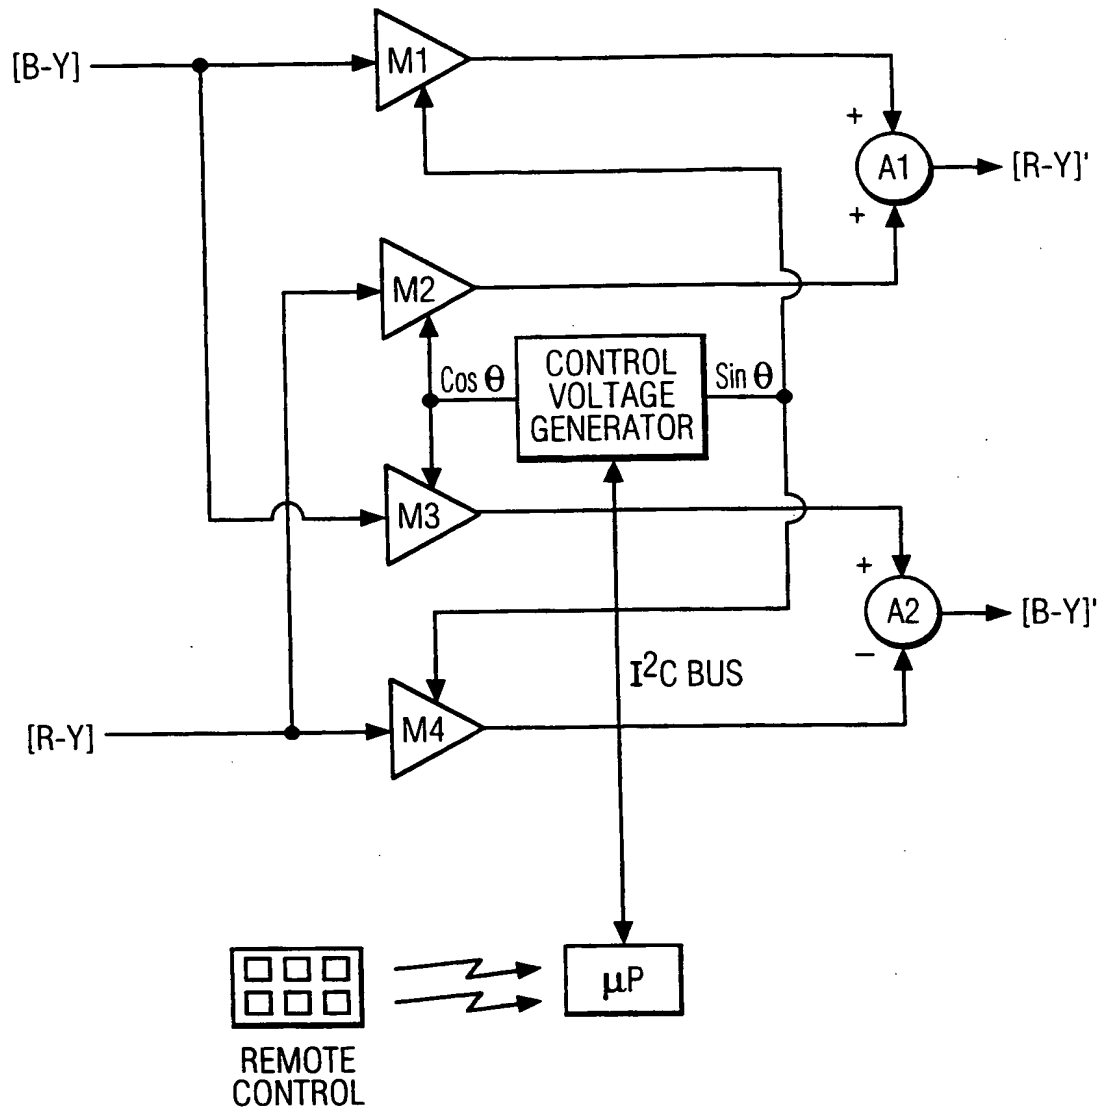 [B-Y]
M1
+
A1
[R-Y]'
+
M2
Cos θ
CONTROL
VOLTAGE
GENERATOR
Sin θ
M3
+
A2
[B-Y]'
−
I²C BUS
[R-Y]
M4
μP
REMOTE
CONTROL